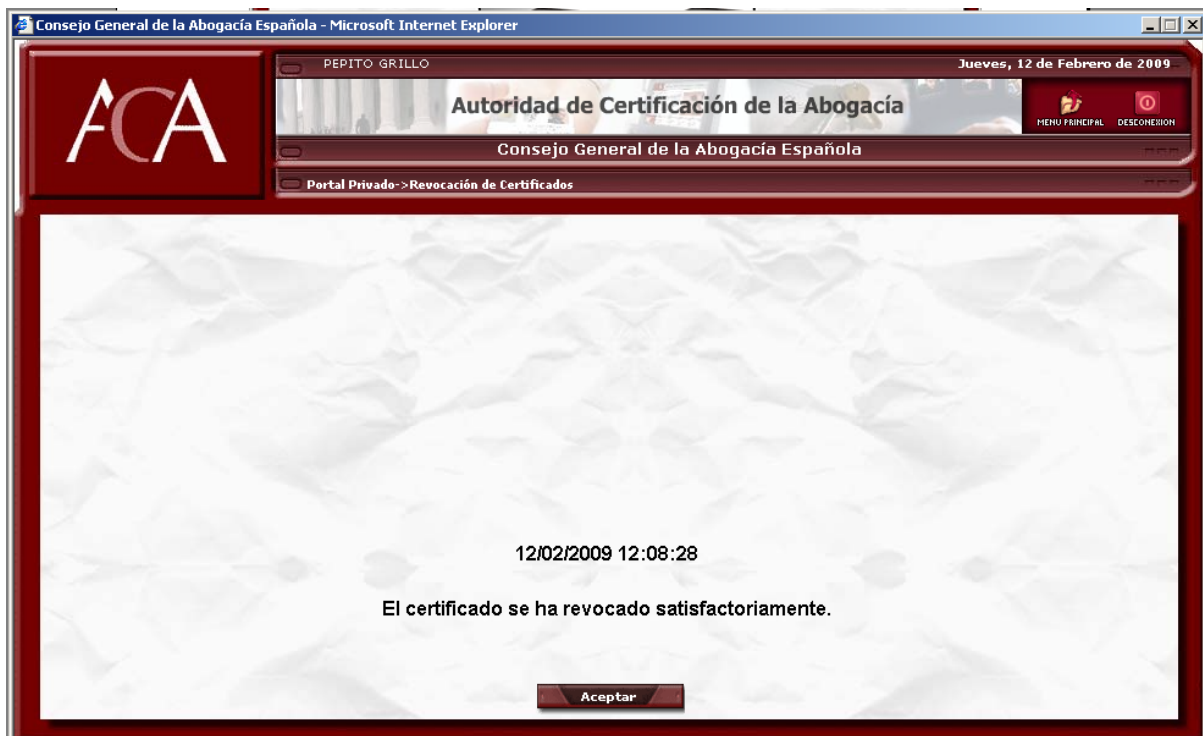 Consejo General de la Abogacía Española - Microsoft Internet Explorer
PEPITO GRILLO
Jueves, 12 de Febrero de 2009
ACA
Autoridad de Certificación de la Abogacía
MENU PRINCIPAL
DESCONEXION
Consejo General de la Abogacía Española
Portal Privado->Revocación de Certificados
12/02/2009 12:08:28
El certificado se ha revocado satisfactoriamente.
Aceptar